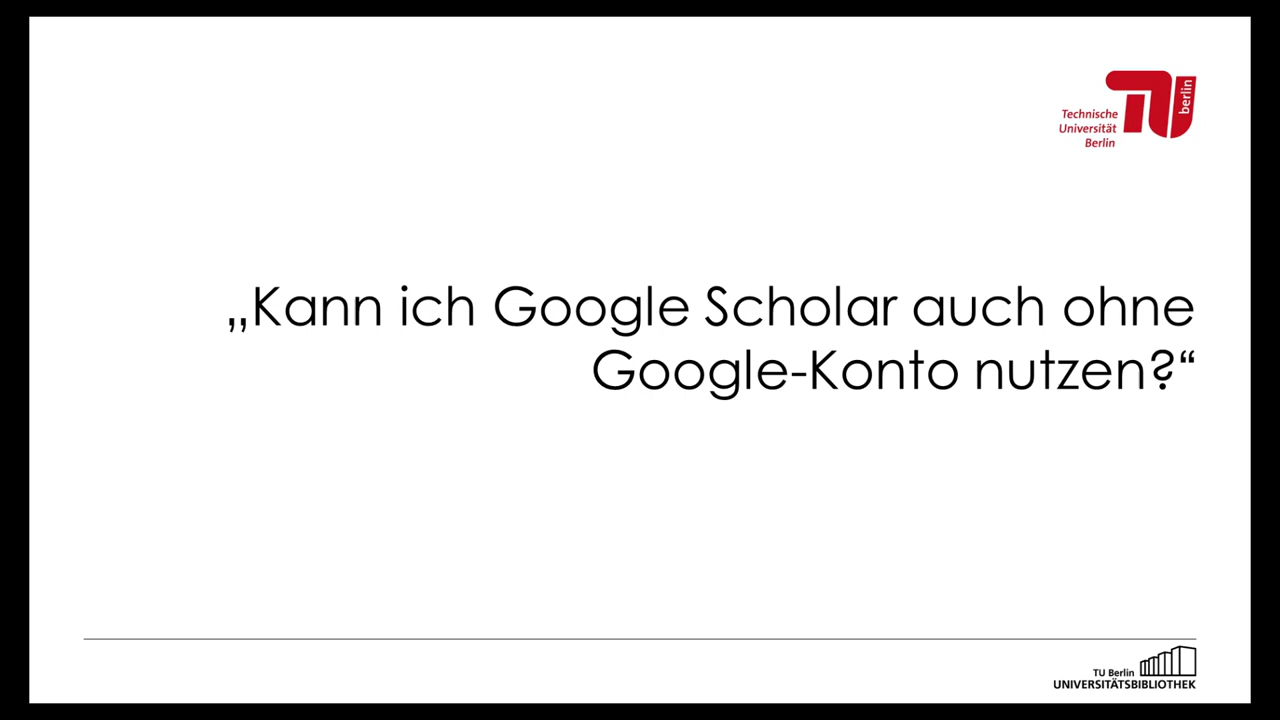 Technische
Universität
Berlin
berlin
„Kann ich Google Scholar auch ohne
Google-Konto nutzen?“
TU Berlin
UNIVERSITÄTSBIBLIOTHEK